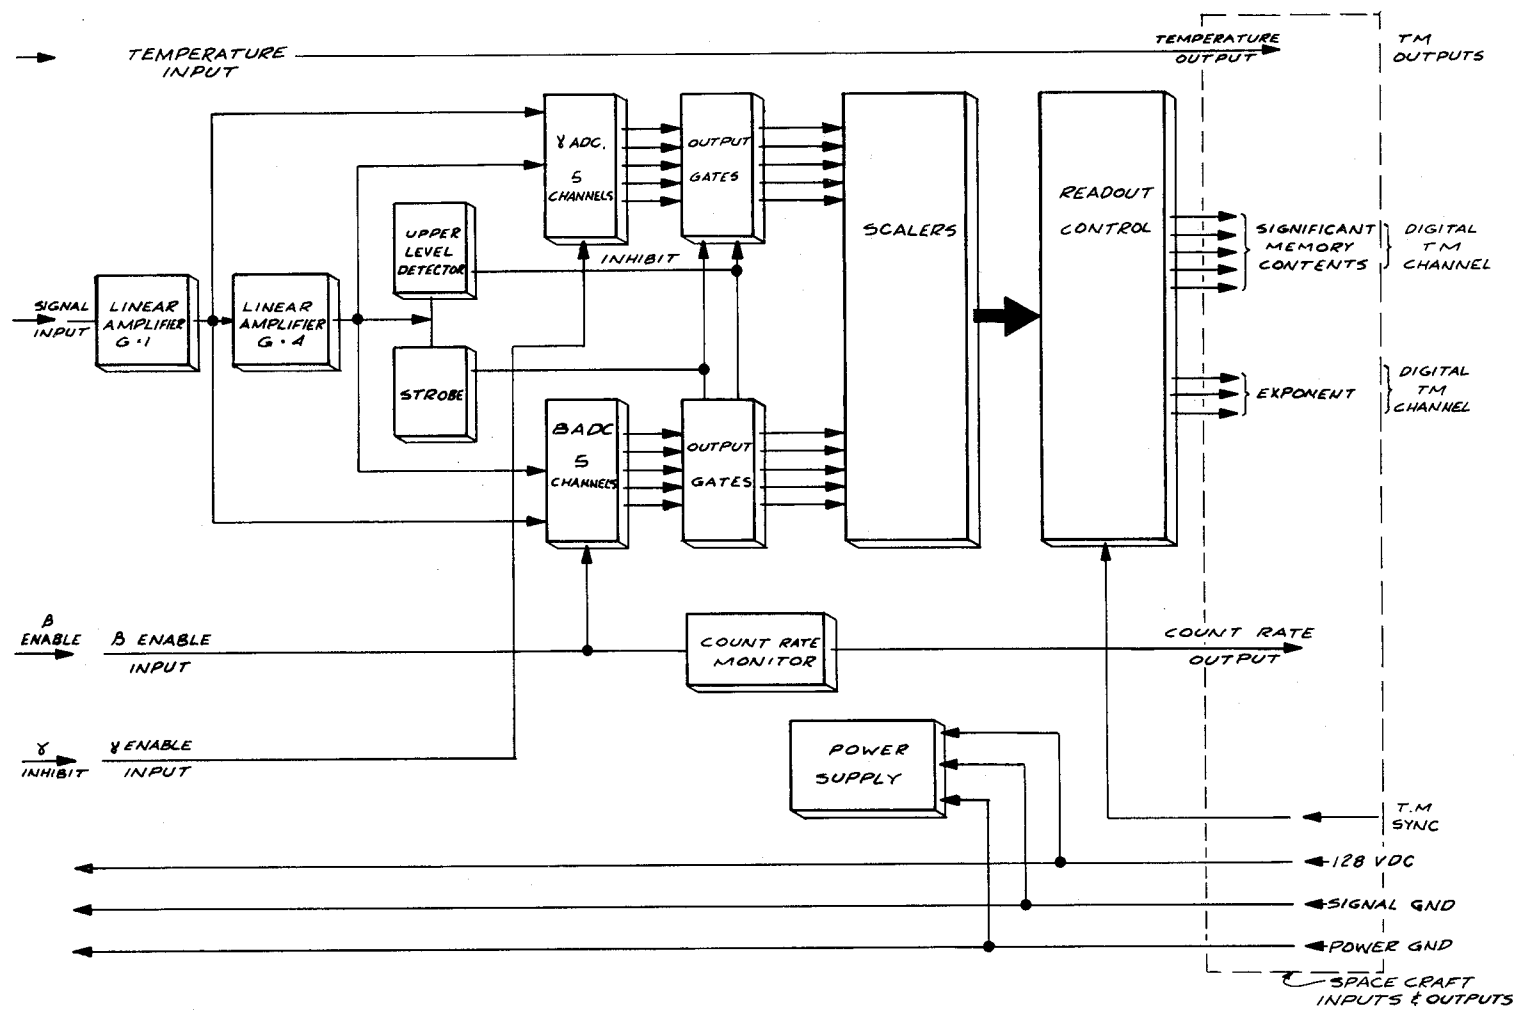 TEMPERATURE
INPUT
TEMPERATURE
OUTPUT
TM
OUTPUTS
γ ADC.
5
CHANNELS
OUTPUT
GATES
SCALERS
READOUT
CONTROL
UPPER
LEVEL
DETECTOR
INHIBIT
SIGNIFICANT
MEMORY
CONTENTS
DIGITAL
TM
CHANNEL
SIGNAL
INPUT
LINEAR
AMPLIFIER
G·1
LINEAR
AMPLIFIER
G·4
STROBE
EXPONENT
DIGITAL
TM
CHANNEL
BADC
5
CHANNELS
OUTPUT
GATES
β
ENABLE
β ENABLE
INPUT
COUNT RATE
MONITOR
COUNT RATE
OUTPUT
γ
INHIBIT
γ ENABLE
INPUT
POWER
SUPPLY
T.M
SYNC
128 VDC
SIGNAL GND
POWER GND
SPACE CRAFT
INPUTS & OUTPUTS